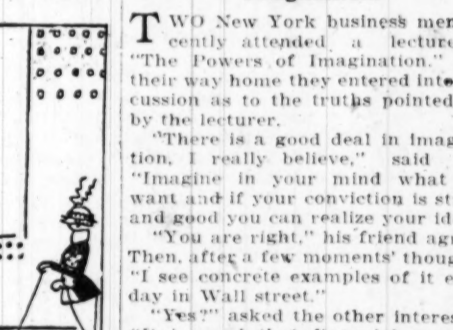 TWO New York business men
cently attended a lecture
"The Powers of Imagination."
their way home they entered into
cussion as to the truths pointed
by the lecturer.
"There is a good deal in imag
tion, I really believe," said
"Imagine in your mind what
want and if your conviction is st
and good you can realize your id
"You are right," his friend agr
Then, after a few moments' thoug
"I see concrete examples of it e
day in Wall street."
"Yes?" asked the other interes